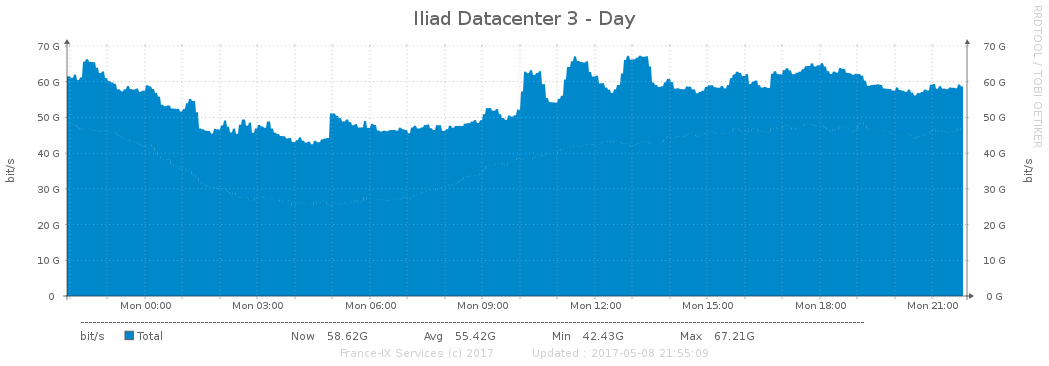 Iliad Datacenter 3 - Day
RRDTOOL / TOBI OETIKER
70 G 70 G
60 G 60 G
50 G 50 G
40 G 40 G
30 G 30 G
20 G 20 G
10 G 10 G
0 0 G
bit/s bit/s
Mon 00:00 Mon 03:00 Mon 06:00 Mon 09:00 Mon 12:00 Mon 15:00 Mon 18:00 Mon 21:00
bit/s Total Now 58.62G Avg 55.42G Min 42.43G Max 67.21G
France-IX Services (c) 2017 Updated : 2017-05-08 21:55:09